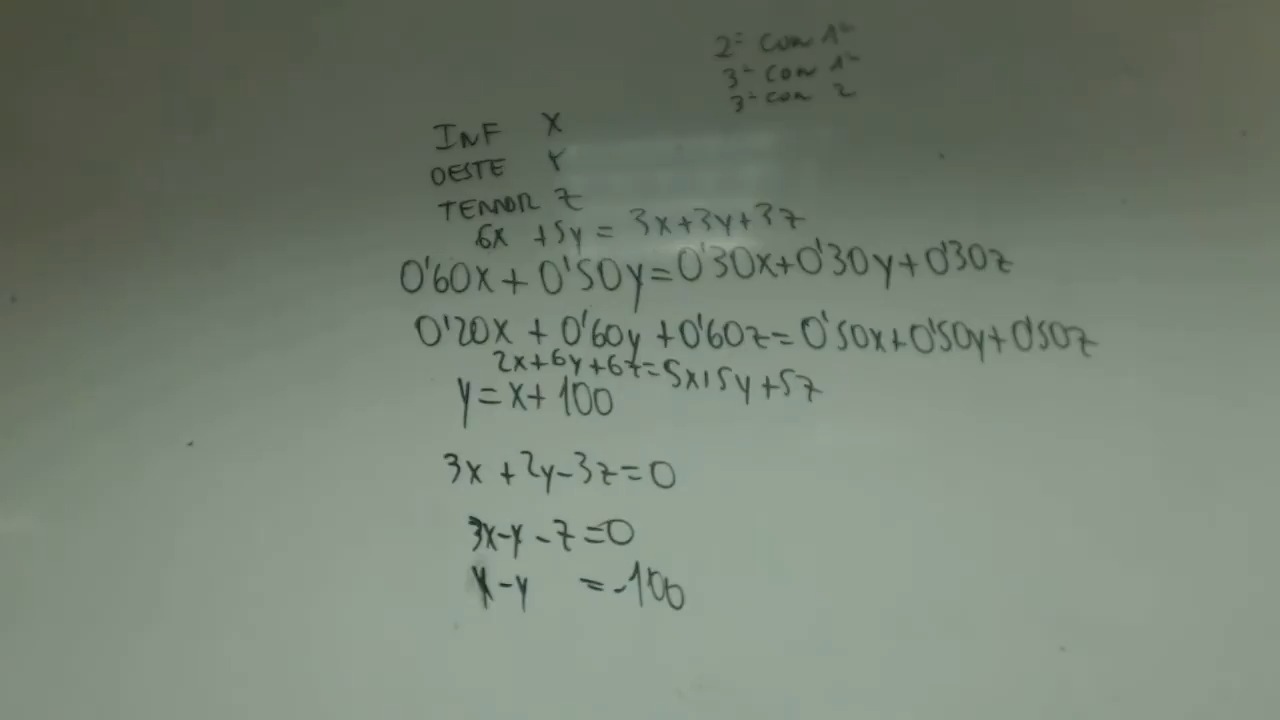 2ª con 1ª
3ª con 1ª
3ª con 2
INF X
OESTE Y
TERROR Z
6x + 5y = 3x+3y+3z
0'60x + 0'50y = 0'30x + 0'30y + 0'30z
0'20x + 0'60y + 0'60z = 0'50x + 0'50y + 0'50z
2x+6y+6z=5x+5y+5z
y = x + 100
3x + 2y - 3z = 0
3x - y - z = 0
x - y = -100